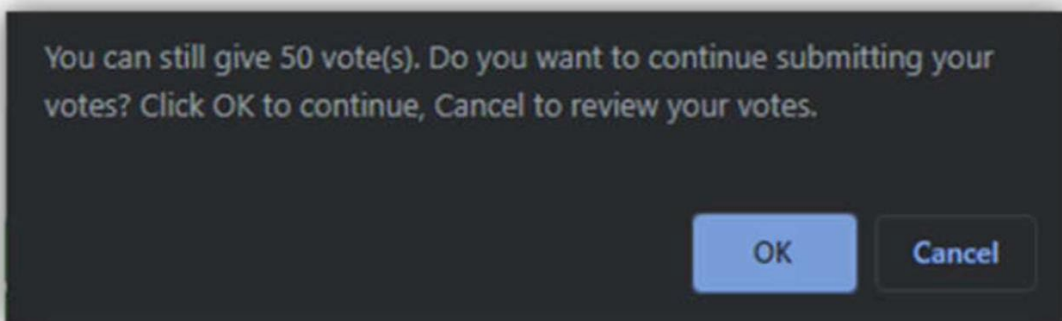 You can still give 50 vote(s). Do you want to continue submitting your
votes? Click OK to continue, Cancel to review your votes.
OK
Cancel